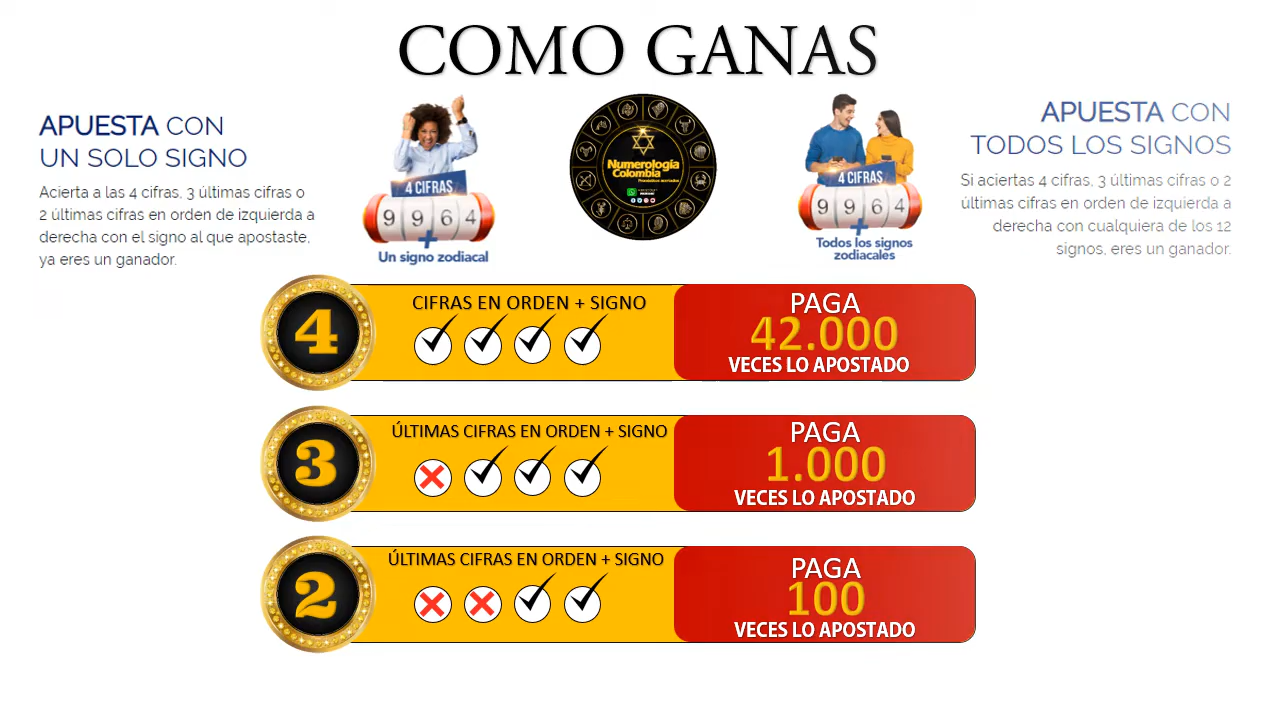 COMO GANAS
APUESTA CON
UN SOLO SIGNO
Acierta a las 4 cifras, 3 últimas cifras o
2 últimas cifras en orden de izquierda a
derecha con el signo al que apostaste,
ya eres un ganador.
4 CIFRAS
9 9 6 4
+
Un signo zodiacal
Numerología
Colombia
4 CIFRAS
9 9 6 4
+
Todos los signos
zodiacales
APUESTA CON
TODOS LOS SIGNOS
Si aciertas 4 cifras, 3 últimas cifras o 2
últimas cifras en orden de izquierda a
derecha con cualquiera de los 12
signos, eres un ganador.
4
CIFRAS EN ORDEN + SIGNO
PAGA
42.000
VECES LO APOSTADO
3
ÚLTIMAS CIFRAS EN ORDEN + SIGNO
PAGA
1.000
VECES LO APOSTADO
2
ÚLTIMAS CIFRAS EN ORDEN + SIGNO
PAGA
100
VECES LO APOSTADO